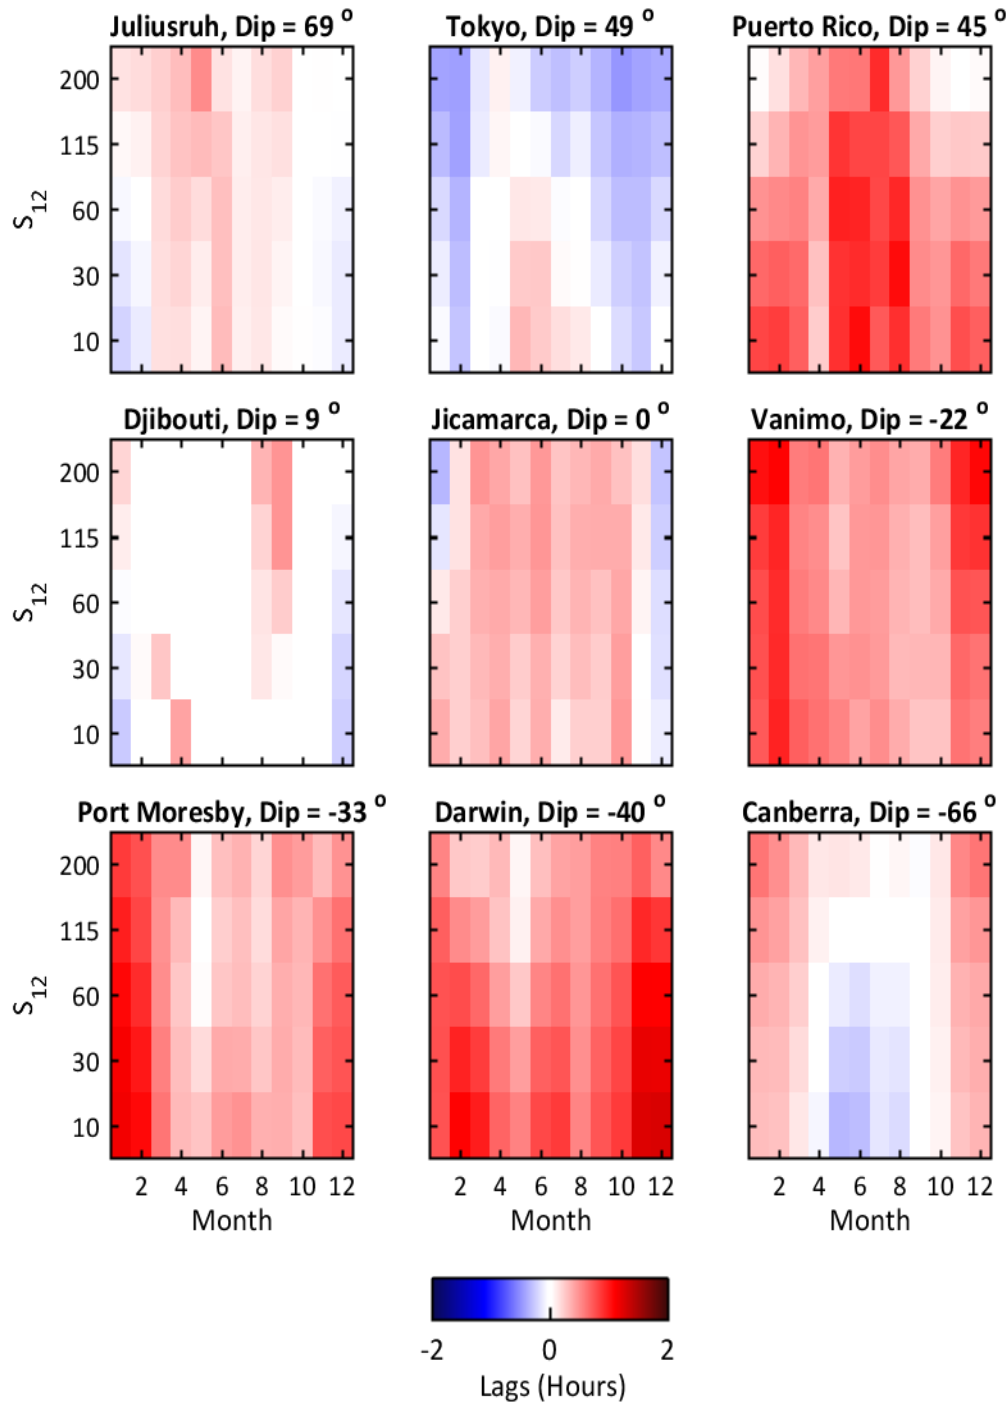 Juliusruh, Dip = 69 o
Tokyo, Dip = 49 o
Puerto Rico, Dip = 45 o
200
115
60
30
10
S12
Djibouti, Dip = 9 o
Jicamarca, Dip = 0 o
Vanimo, Dip = -22 o
200
115
60
30
10
S12
Port Moresby, Dip = -33 o
Darwin, Dip = -40 o
Canberra, Dip = -66 o
200
115
60
30
10
S12
2 4 6 8 10 12
2 4 6 8 10 12
2 4 6 8 10 12
Month
Month
Month
-2 0 2
Lags (Hours)